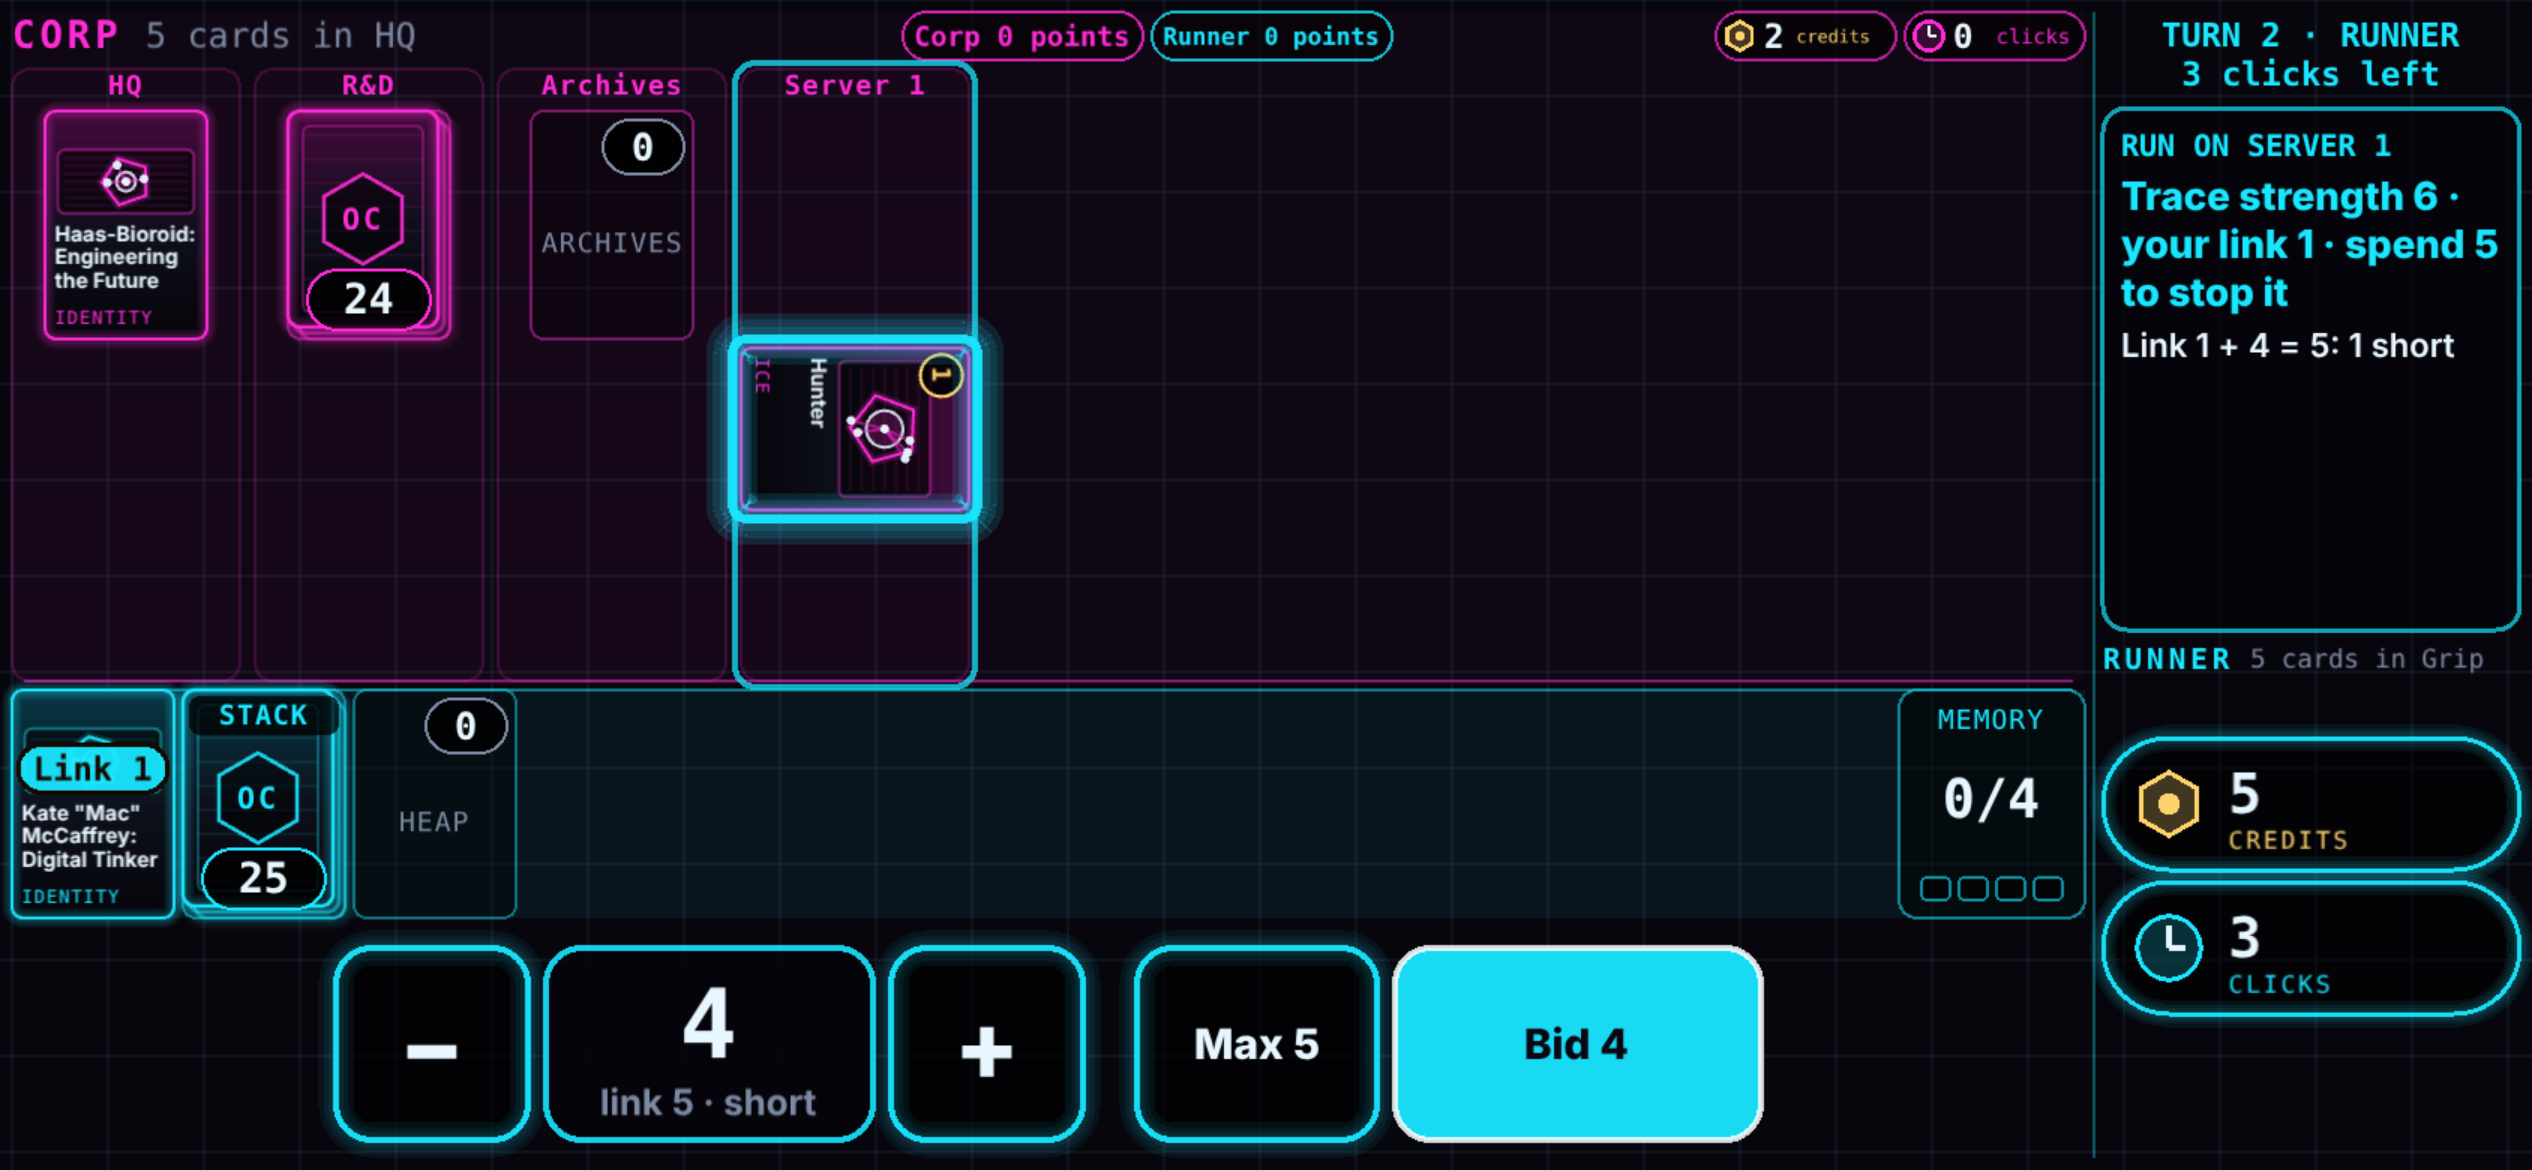 CORP 5 cards in HQ
Corp 0 points
Runner 0 points
2 credits
0 clicks
TURN 2 · RUNNER
3 clicks left
HQ
R&D
Archives
Server 1
Haas-Bioroid:
Engineering
the Future
IDENTITY
OC
24
0
ARCHIVES
1
Hunter
ICE
RUN ON SERVER 1
Trace strength 6 ·
your link 1 · spend 5
to stop it
Link 1 + 4 = 5: 1 short
RUNNER 5 cards in Grip
Link 1
Kate "Mac"
McCaffrey:
Digital Tinker
IDENTITY
STACK
OC
25
0
HEAP
MEMORY
0/4
5
CREDITS
3
CLICKS
−
4
link 5 · short
+
Max 5
Bid 4